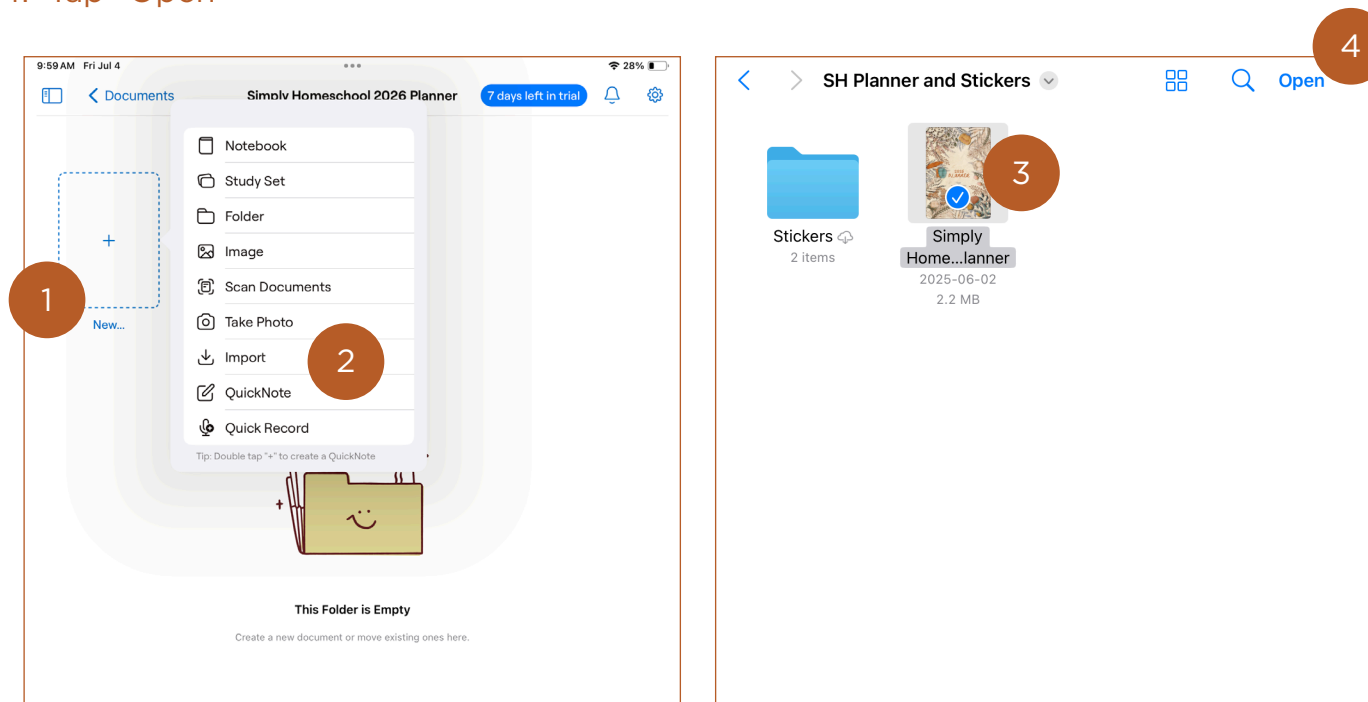 Tap "Open"
9:59 AM Fri Jul 4
28%
Documents
Simply Homeschool 2026 Planner
7 days left in trial
Notebook
Study Set
Folder
Image
Scan Documents
Take Photo
Import
QuickNote
Quick Record
Tip: Double tap "+" to create a QuickNote
New...
1
2
This Folder is Empty
Create a new document or move existing ones here.
4
SH Planner and Stickers
Open
3
Stickers
2 items
Simply
Home...lanner
2025-06-02
2.2 MB